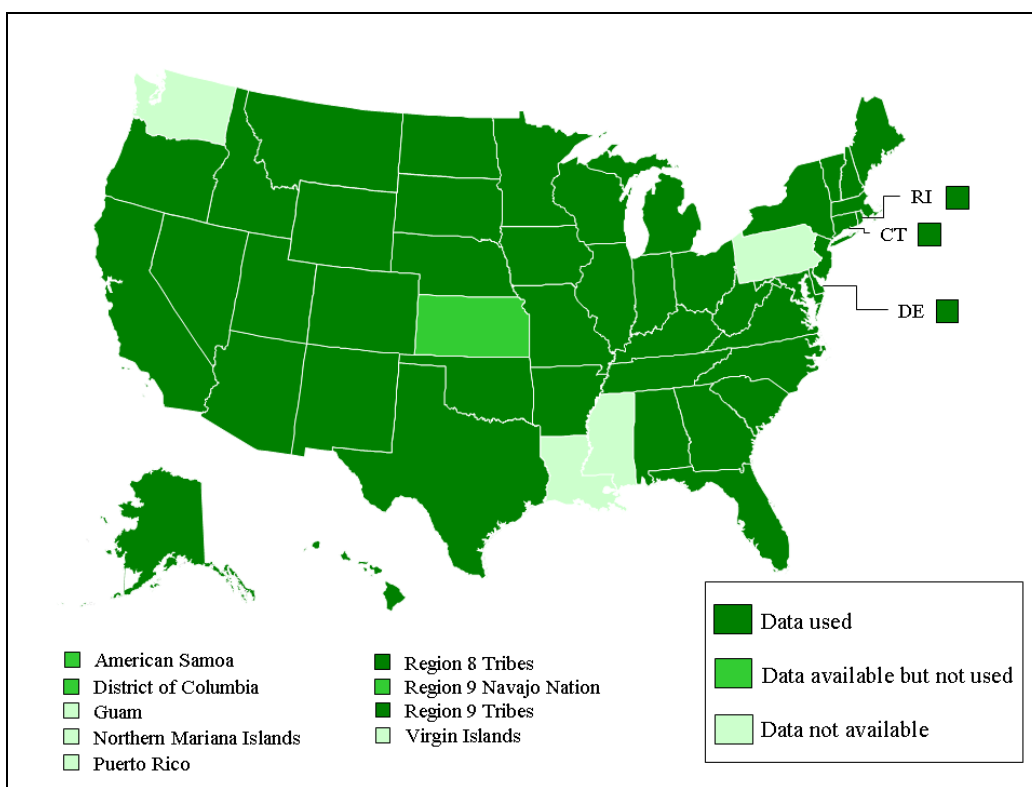 RI
CT
DE
American Samoa
District of Columbia
Guam
Northern Mariana Islands
Puerto Rico
Region 8 Tribes
Region 9 Navajo Nation
Region 9 Tribes
Virgin Islands
Data used
Data available but not used
Data not available